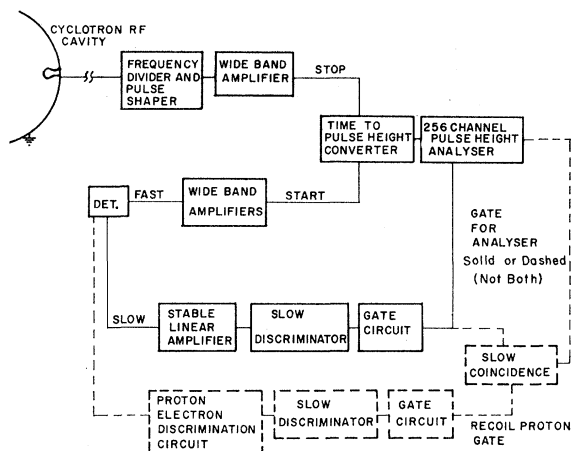 CYCLOTRON RF
CAVITY
FREQUENCY
DIVIDER AND
PULSE
SHAPER
WIDE BAND
AMPLIFIER
STOP
TIME TO
PULSE HEIGHT
CONVERTER
256 CHANNEL
PULSE HEIGHT
ANALYSER
DET.
FAST
WIDE BAND
AMPLIFIERS
START
GATE
FOR
ANALYSER
Solid or Dashed
(Not Both)
SLOW
STABLE
LINEAR
AMPLIFIER
SLOW
DISCRIMINATOR
GATE
CIRCUIT
SLOW
COINCIDENCE
PROTON
ELECTRON
DISCRIMINATION
CIRCUIT
SLOW
DISCRIMINATOR
GATE
CIRCUIT
RECOIL PROTON
GATE